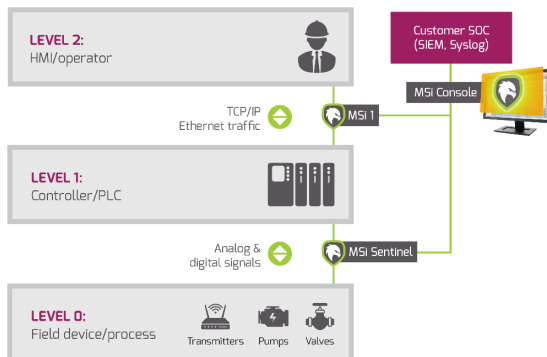 LEVEL 2:
HMI/operator
Customer SOC
(SIEM, Syslog)
MSi Console
TCP/IP
Ethernet traffic
MSi 1
LEVEL 1:
Controller/PLC
Analog &
digital signals
MSi Sentinel
LEVEL 0:
Field device/process
Transmitters
Pumps
Valves